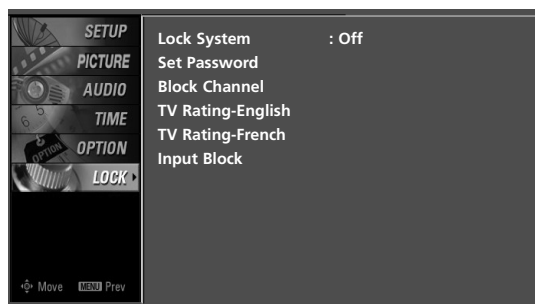 SETUP
PICTURE
AUDIO
TIME
OPTION
LOCK
Move MENU Prev
Lock System : Off
Set Password
Block Channel
TV Rating-English
TV Rating-French
Input Block